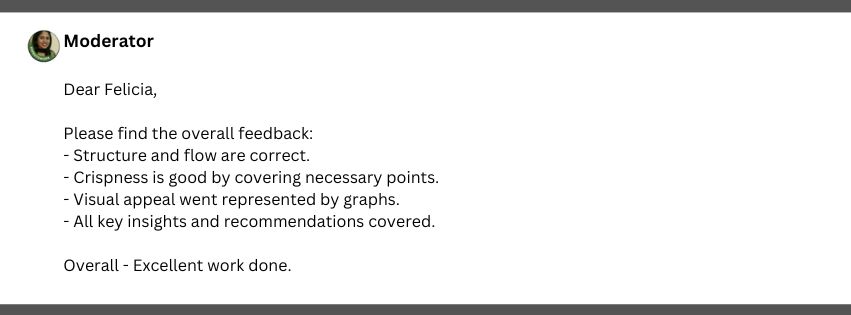 Moderator
Dear Felicia,
Please find the overall feedback:
- Structure and flow are correct.
- Crispness is good by covering necessary points.
- Visual appeal went represented by graphs.
- All key insights and recommendations covered.
Overall - Excellent work done.